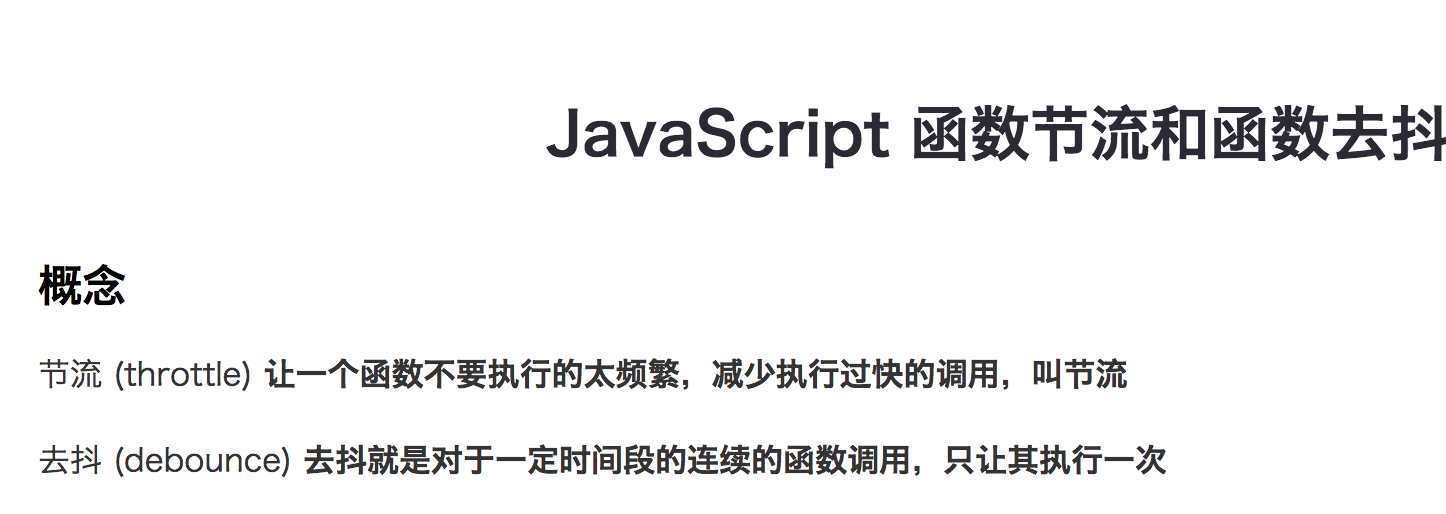 JavaScript 函数节流和函数去抖
概念
节流 (throttle) 让一个函数不要执行的太频繁，减少执行过快的调用，叫节流
去抖 (debounce) 去抖就是对于一定时间段的连续的函数调用，只让其执行一次